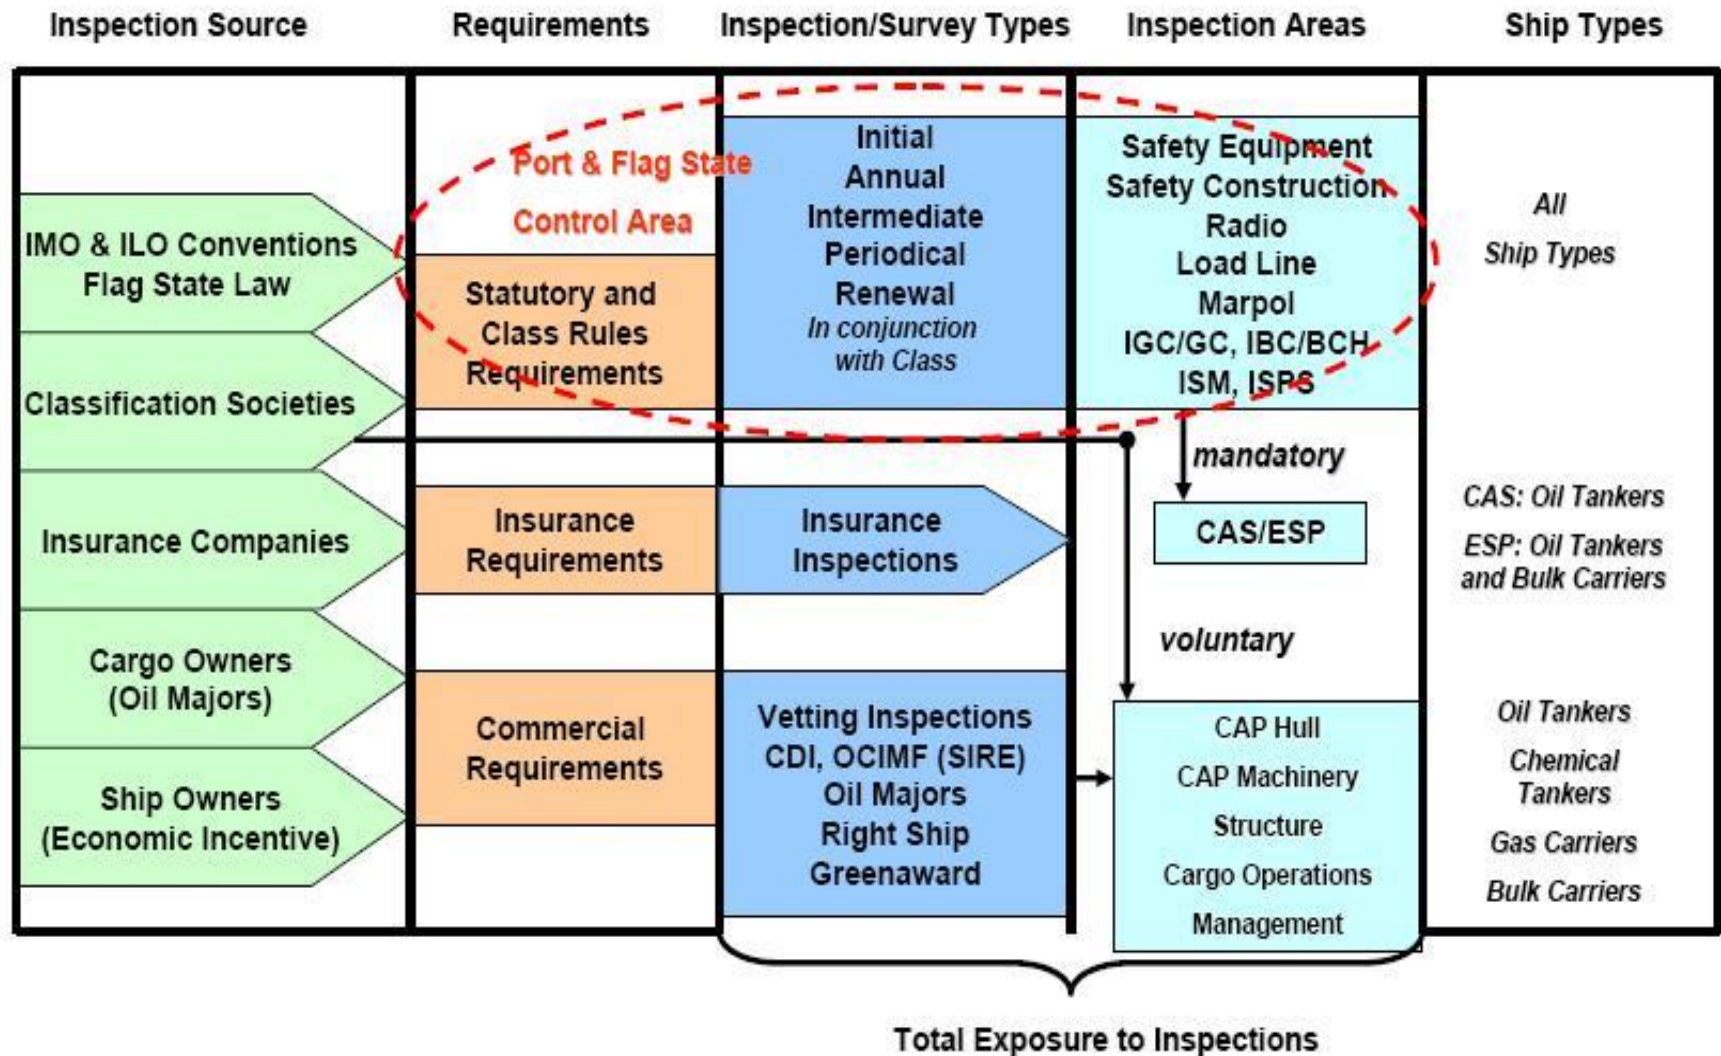 Inspection Source
Requirements
Inspection/Survey Types
Inspection Areas
Ship Types
IMO & ILO Conventions
Flag State Law
Classification Societies
Insurance Companies
Cargo Owners
(Oil Majors)
Ship Owners
(Economic Incentive)
Port & Flag State
Control Area
Statutory and
Class Rules
Requirements
Insurance
Requirements
Commercial
Requirements
Initial
Annual
Intermediate
Periodical
Renewal
In conjunction
with Class
Insurance
Inspections
Vetting Inspections
CDI, OCIMF (SIRE)
Oil Majors
Right Ship
Greenaward
Safety Equipment
Safety Construction
Radio
Load Line
Marpol
IGC/GC, IBC/BCH
ISM, ISPS
mandatory
CAS/ESP
voluntary
CAP Hull
CAP Machinery
Structure
Cargo Operations
Management
All
Ship Types
CAS: Oil Tankers
ESP: Oil Tankers
and Bulk Carriers
Oil Tankers
Chemical
Tankers
Gas Carriers
Bulk Carriers
Total Exposure to Inspections